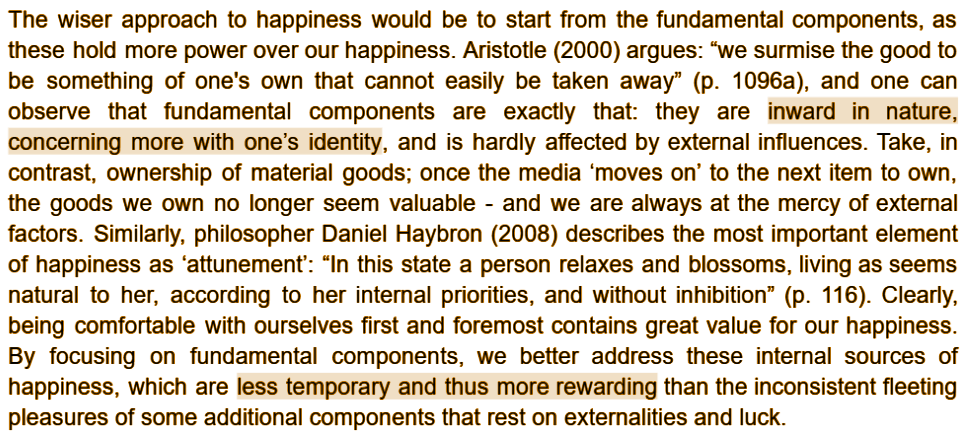 The wiser approach to happiness would be to start from the fundamental components, as
these hold more power over our happiness. Aristotle (2000) argues: “we surmise the good to
be something of one's own that cannot easily be taken away” (p. 1096a), and one can
observe that fundamental components are exactly that: they are inward in nature,
concerning more with one’s identity, and is hardly affected by external influences. Take, in
contrast, ownership of material goods; once the media ‘moves on’ to the next item to own,
the goods we own no longer seem valuable - and we are always at the mercy of external
factors. Similarly, philosopher Daniel Haybron (2008) describes the most important element
of happiness as ‘attunement’: “In this state a person relaxes and blossoms, living as seems
natural to her, according to her internal priorities, and without inhibition” (p. 116). Clearly,
being comfortable with ourselves first and foremost contains great value for our happiness.
By focusing on fundamental components, we better address these internal sources of
happiness, which are less temporary and thus more rewarding than the inconsistent fleeting
pleasures of some additional components that rest on externalities and luck.